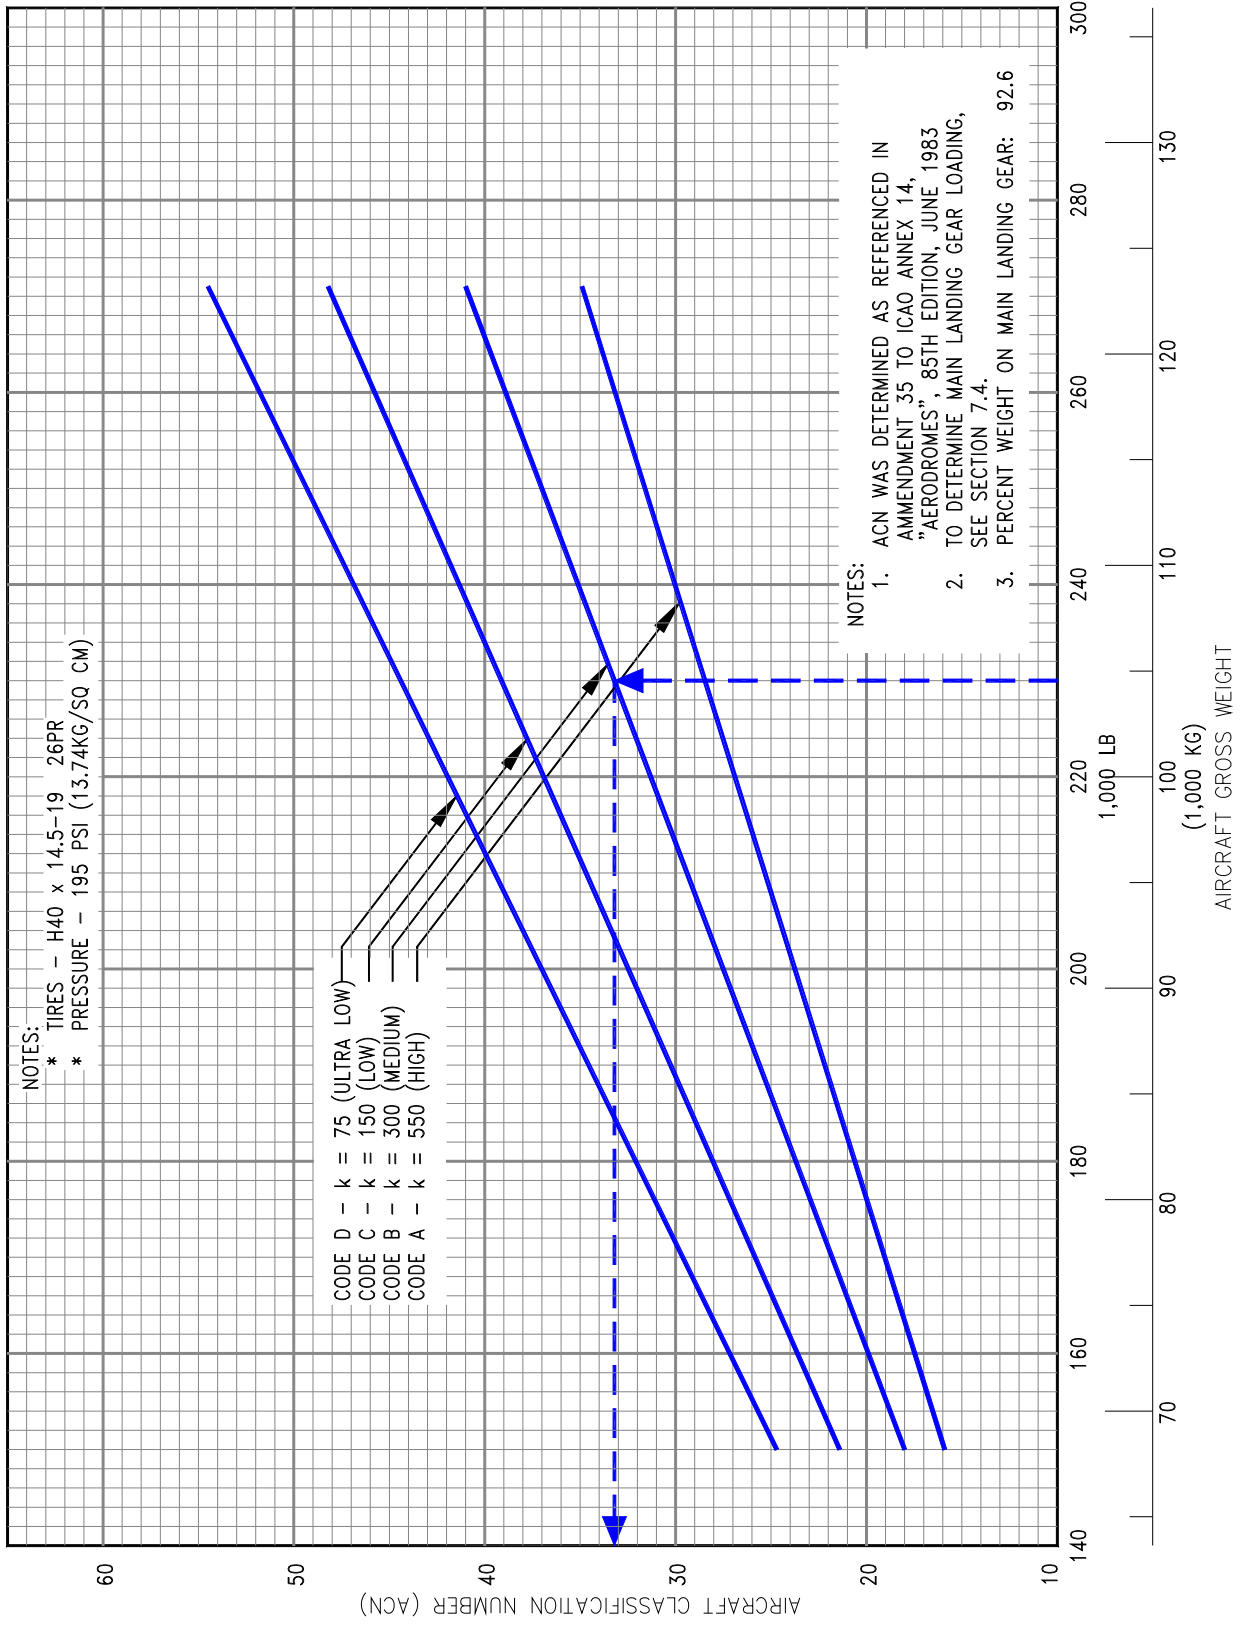 NOTES:
* TIRES - H40 x 14.5-19 26PR
* PRESSURE - 195 PSI (13.74KG/SQ CM)
CODE D - k = 75 (ULTRA LOW)
CODE C - k = 150 (LOW)
CODE B - k = 300 (MEDIUM)
CODE A - k = 550 (HIGH)
NOTES:
1. ACN WAS DETERMINED AS REFERENCED IN
AMMENDMENT 35 TO ICAO ANNEX 14,
"AERODROMES", 85TH EDITION, JUNE 1983
2. TO DETERMINE MAIN LANDING GEAR LOADING,
SEE SECTION 7.4.
3. PERCENT WEIGHT ON MAIN LANDING GEAR: 92.6
AIRCRAFT CLASSIFICATION NUMBER (ACN)
60
50
40
30
20
10
140 160 180 200 220 240 260 280 300
1,000 LB
70 80 90 100 110 120 130
(1,000 KG)
AIRCRAFT GROSS WEIGHT